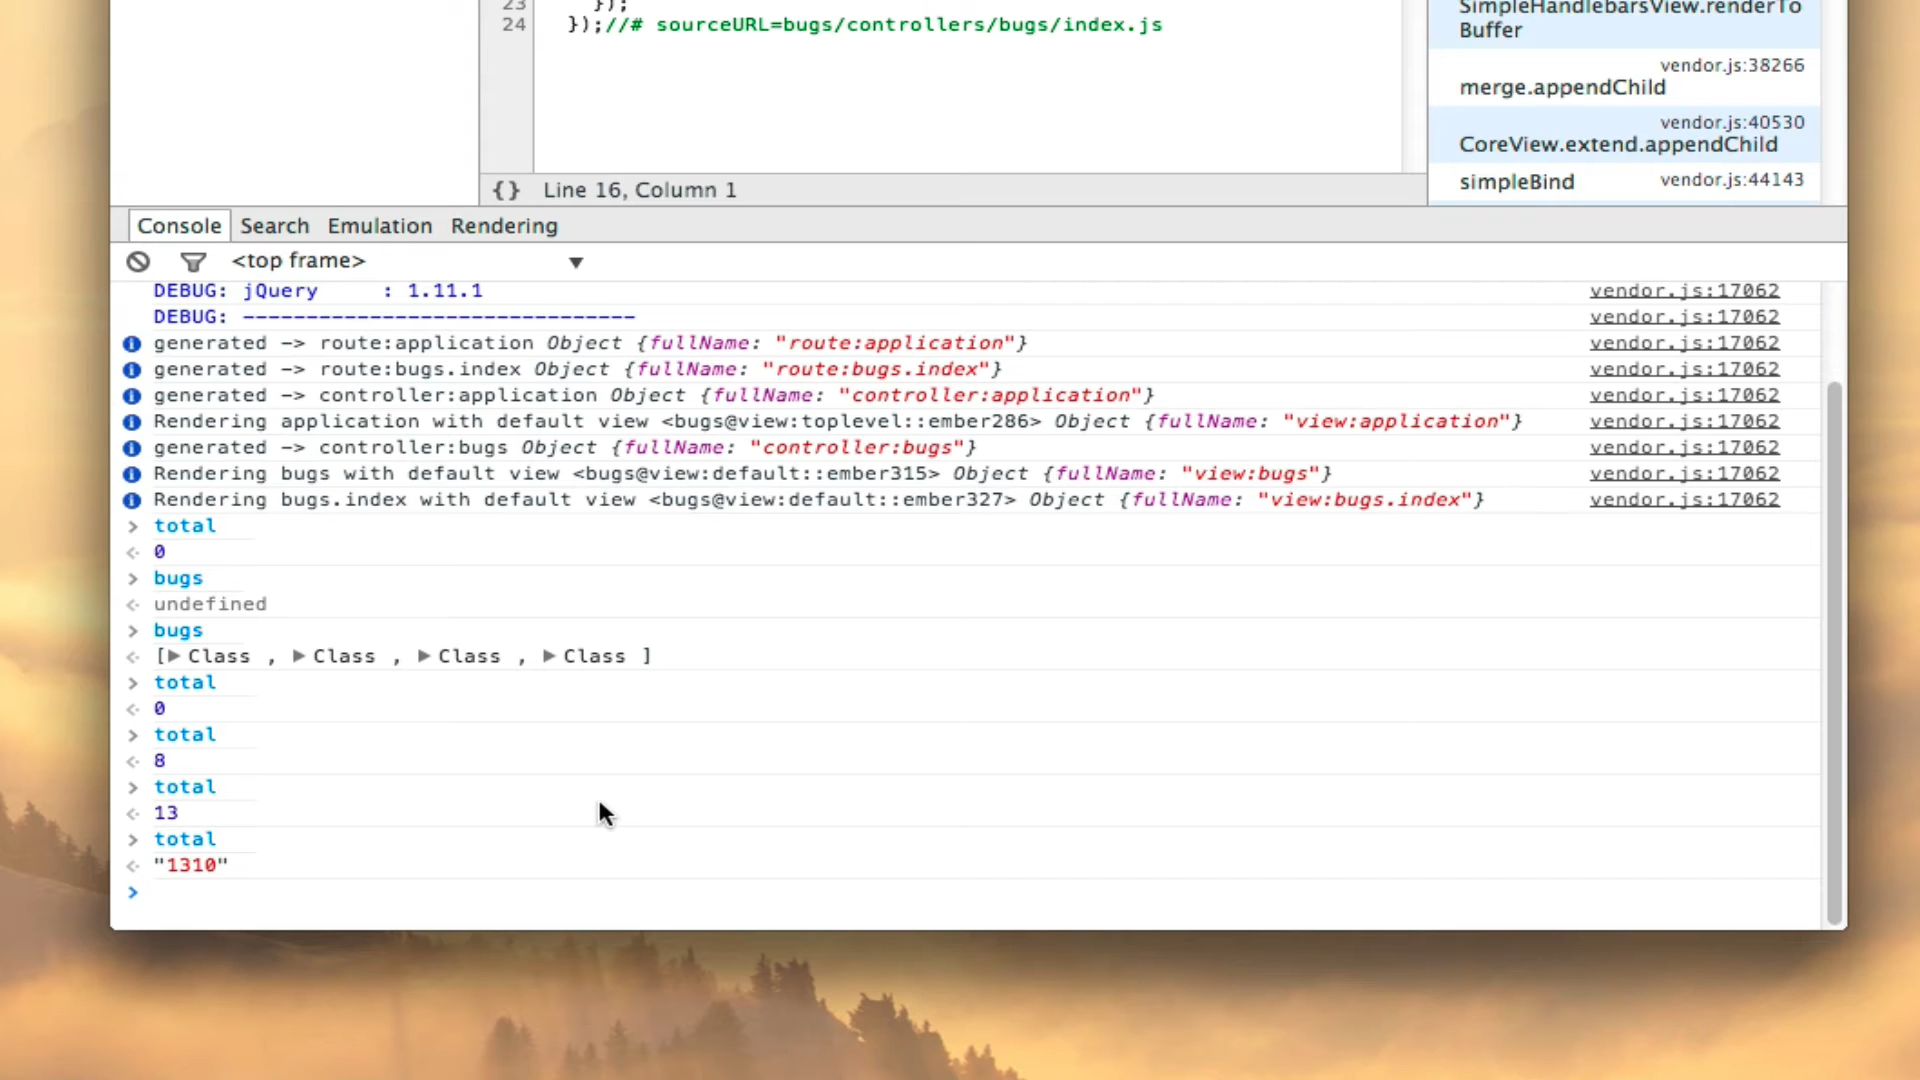 23 });
24 });//# sourceURL=bugs/controllers/bugs/index.js
SimpleHandlebarsView.renderTo
Buffer
vendor.js:38266
merge.appendChild
vendor.js:40530
CoreView.extend.appendChild
simpleBind vendor.js:44143
{} Line 16, Column 1
Console Search Emulation Rendering
<top frame>
DEBUG: jQuery     : 1.11.1 vendor.js:17062
DEBUG: ------------------------------- vendor.js:17062
generated -> route:application Object {fullName: "route:application"} vendor.js:17062
generated -> route:bugs.index Object {fullName: "route:bugs.index"} vendor.js:17062
generated -> controller:application Object {fullName: "controller:application"} vendor.js:17062
Rendering application with default view <bugs@view:toplevel::ember286> Object {fullName: "view:application"} vendor.js:17062
generated -> controller:bugs Object {fullName: "controller:bugs"} vendor.js:17062
Rendering bugs with default view <bugs@view:default::ember315> Object {fullName: "view:bugs"} vendor.js:17062
Rendering bugs.index with default view <bugs@view:default::ember327> Object {fullName: "view:bugs.index"} vendor.js:17062
> total
0
> bugs
undefined
> bugs
[▶ Class , ▶ Class , ▶ Class , ▶ Class ]
> total
0
> total
8
> total
13
> total
"1310"
>